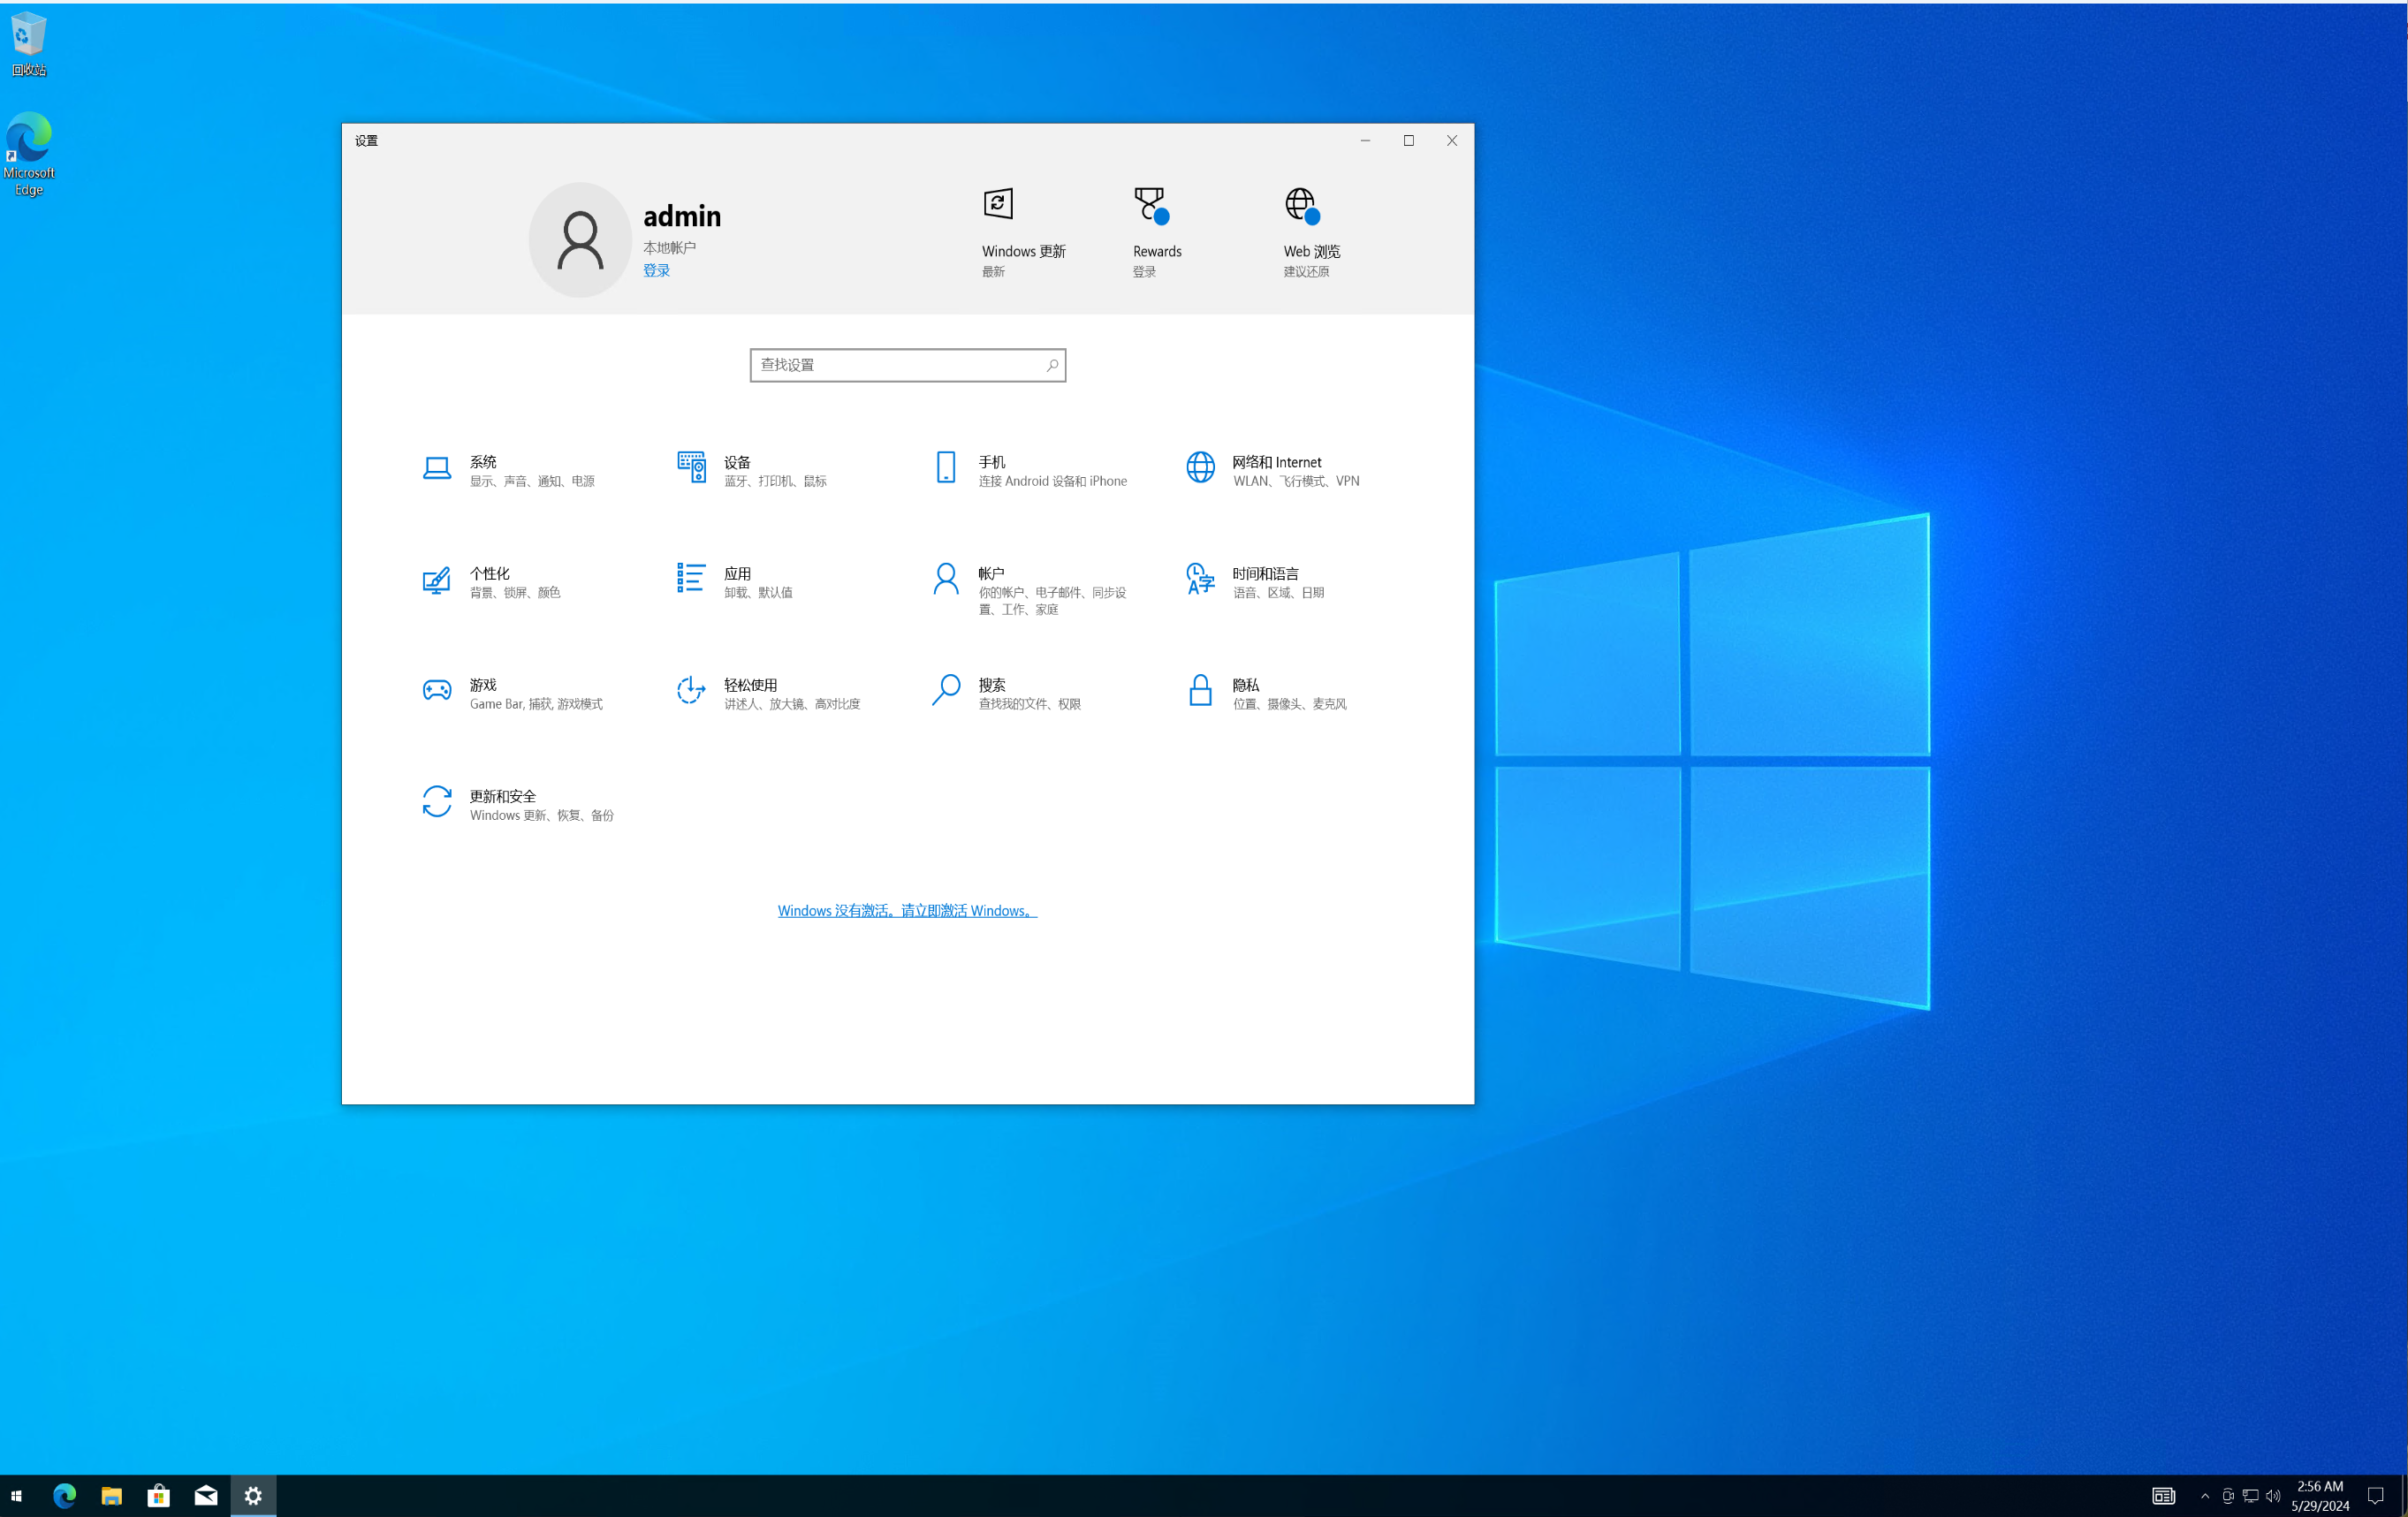 回收站
Microsoft
Edge
设置
admin
本地帐户
登录
Windows 更新
最新
Rewards
登录
Web 浏览
建议还原
查找设置
系统
显示、声音、通知、电源
设备
蓝牙、打印机、鼠标
手机
连接 Android 设备和 iPhone
网络和 Internet
WLAN、飞行模式、VPN
个性化
背景、锁屏、颜色
应用
卸载、默认值
帐户
你的帐户、电子邮件、同步设
置、工作、家庭
时间和语言
语音、区域、日期
游戏
Game Bar, 捕获, 游戏模式
轻松使用
讲述人、放大镜、高对比度
搜索
查找我的文件、权限
隐私
位置、摄像头、麦克风
更新和安全
Windows 更新、恢复、备份
Windows 没有激活。请立即激活 Windows。
2:56 AM
5/29/2024